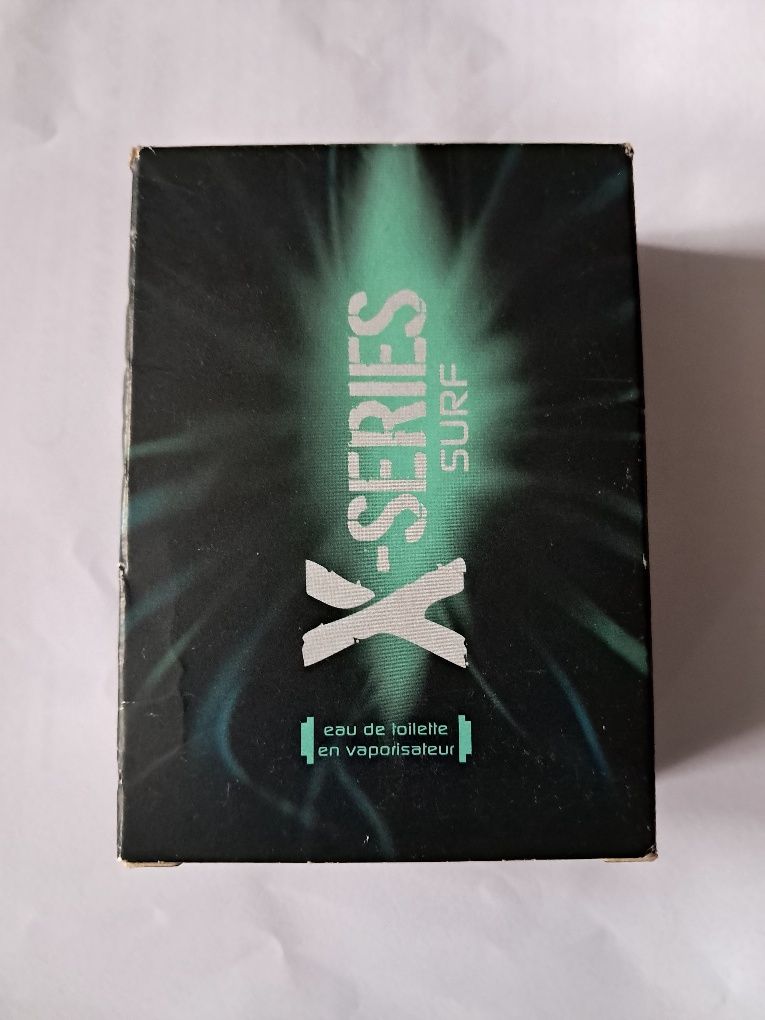 X-SERIES
SURF
eau de toilette
en vaporisateur